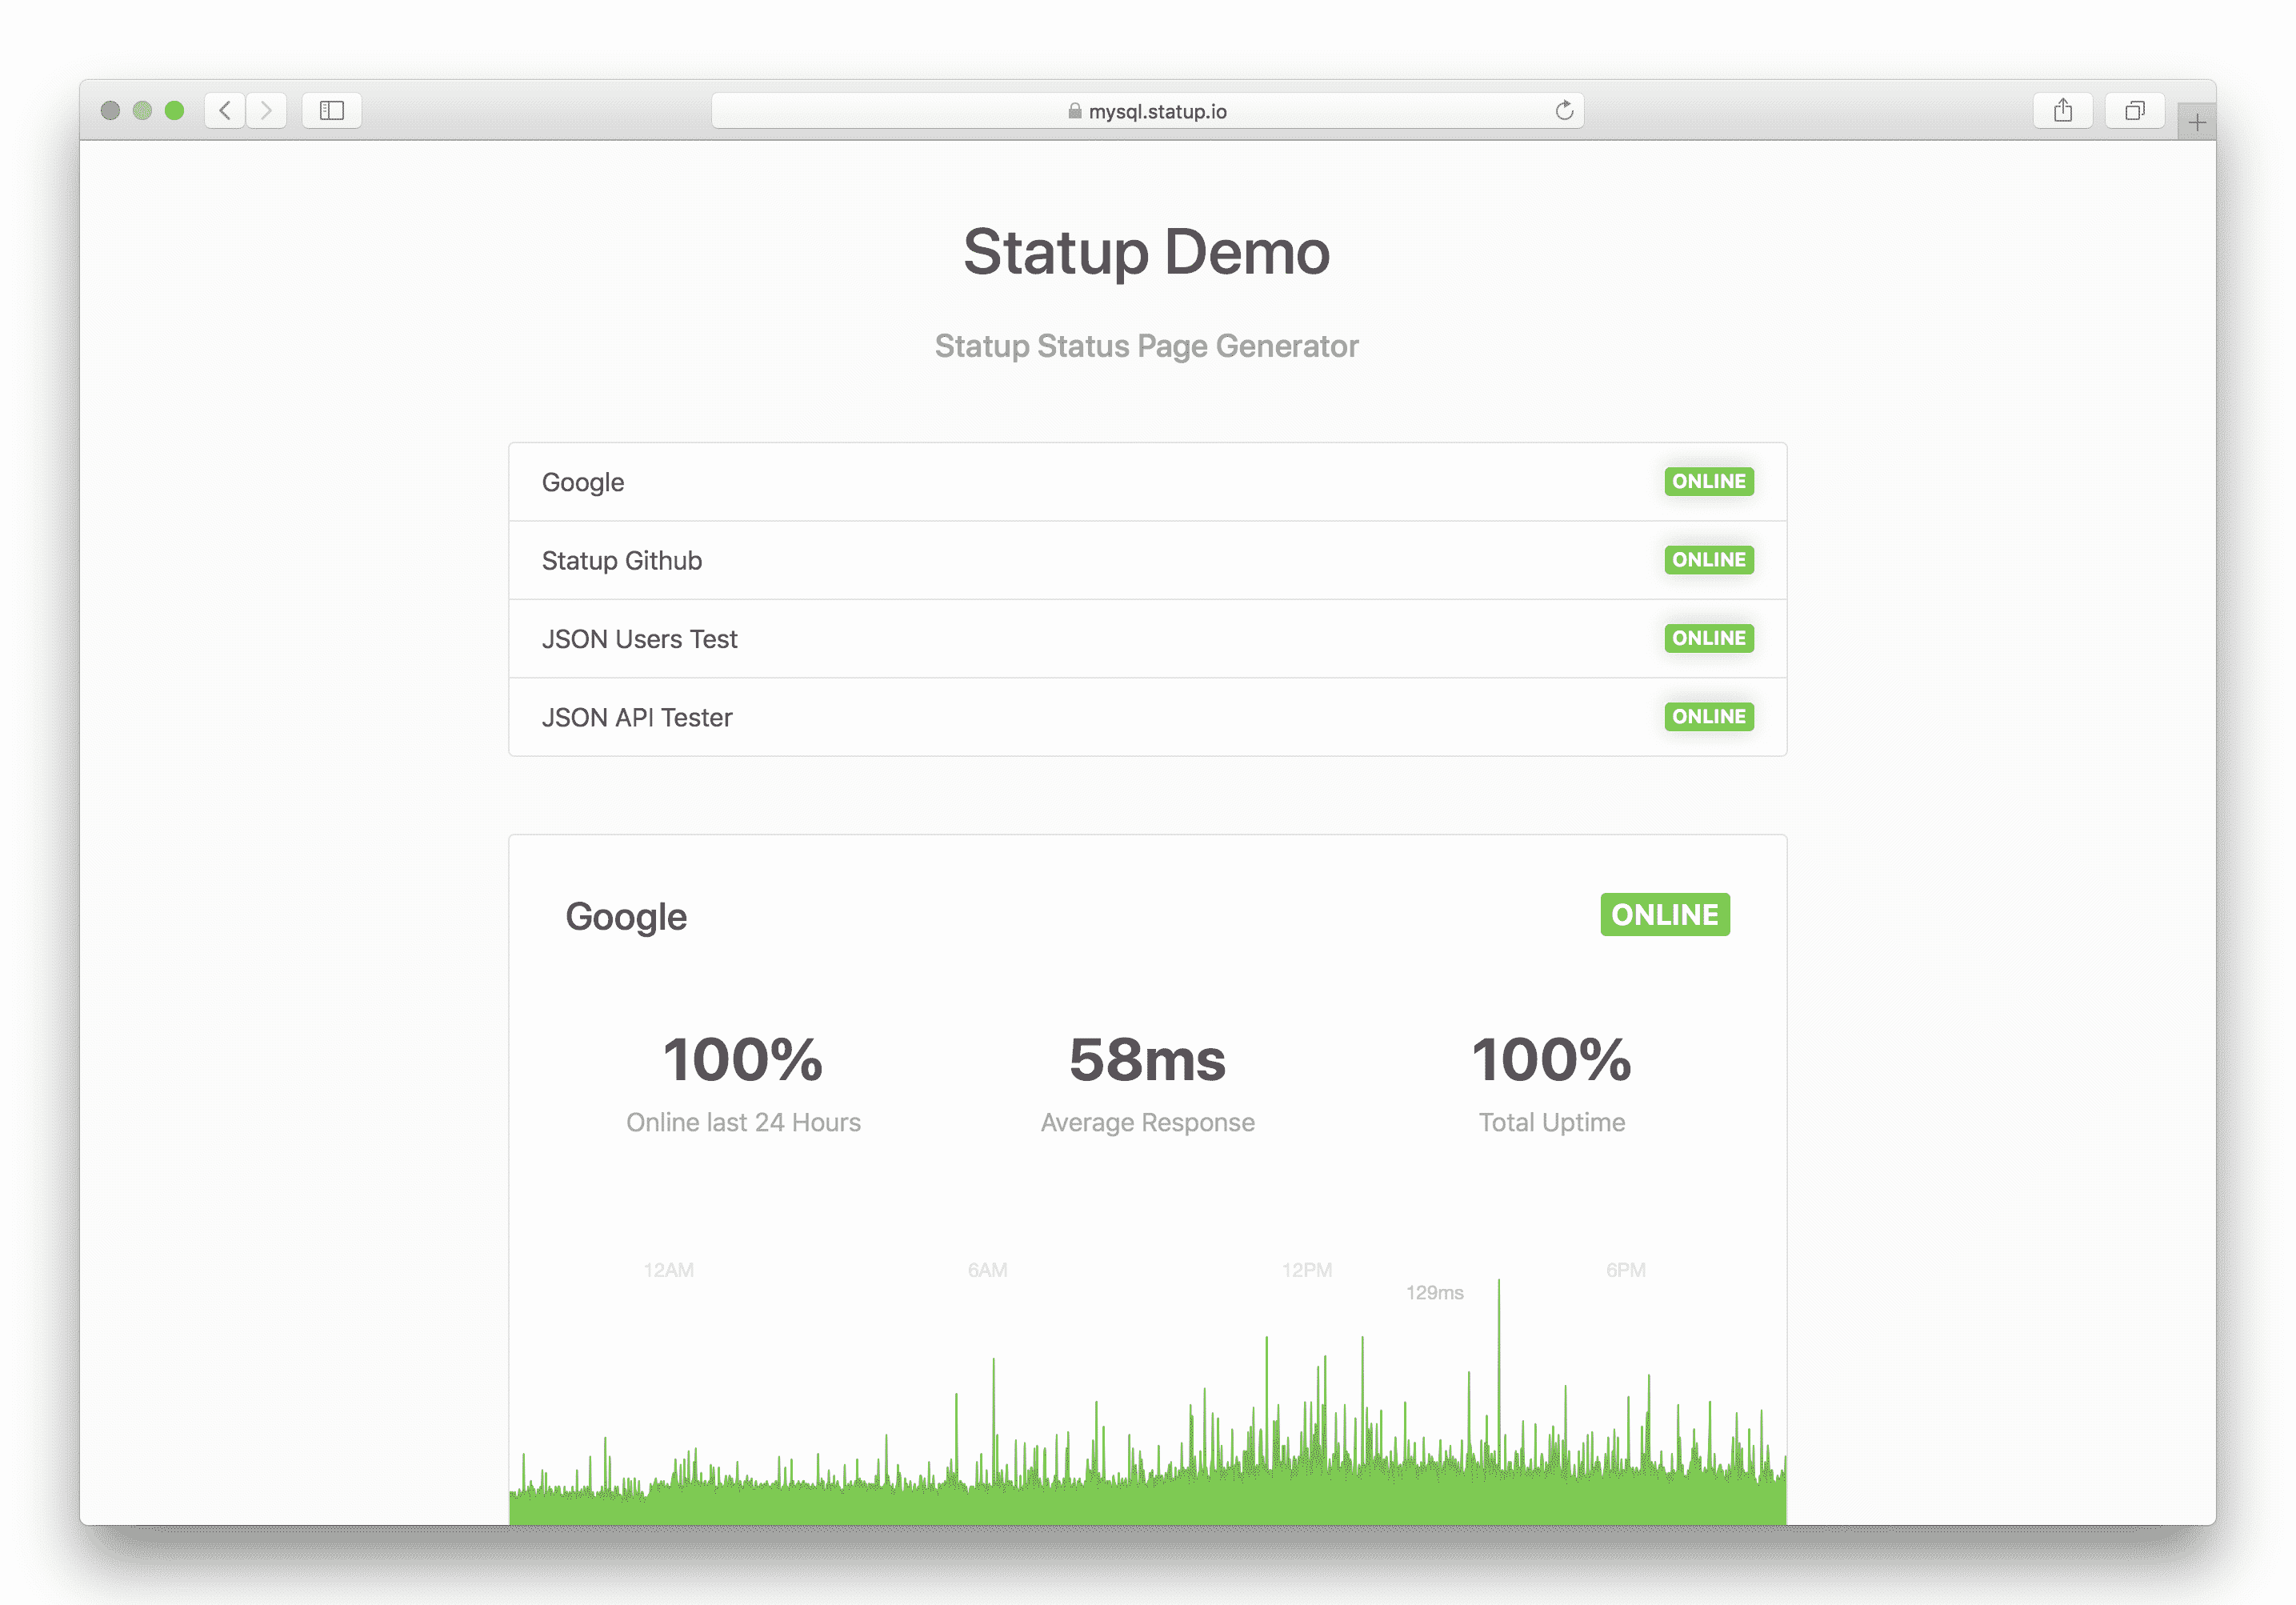 mysql.statup.io
Statup Demo
Statup Status Page Generator
Google ONLINE
Statup Github ONLINE
JSON Users Test ONLINE
JSON API Tester ONLINE
Google ONLINE
100% 58ms 100%
Online last 24 Hours Average Response Total Uptime
12AM 6AM 12PM 6PM
129ms